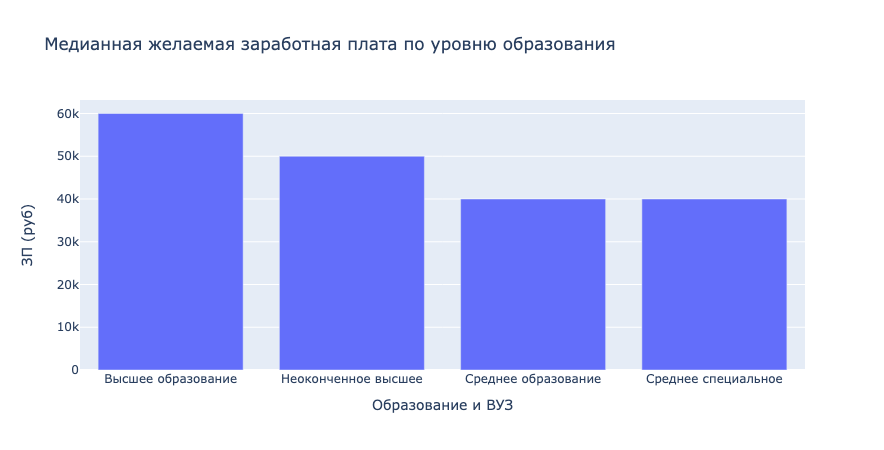 Медианная желаемая заработная плата по уровню образования
60k
50k
40k
30k
20k
10k
0
ЗП (руб)
Высшее образование
Неоконченное высшее
Среднее образование
Среднее специальное
Образование и ВУЗ